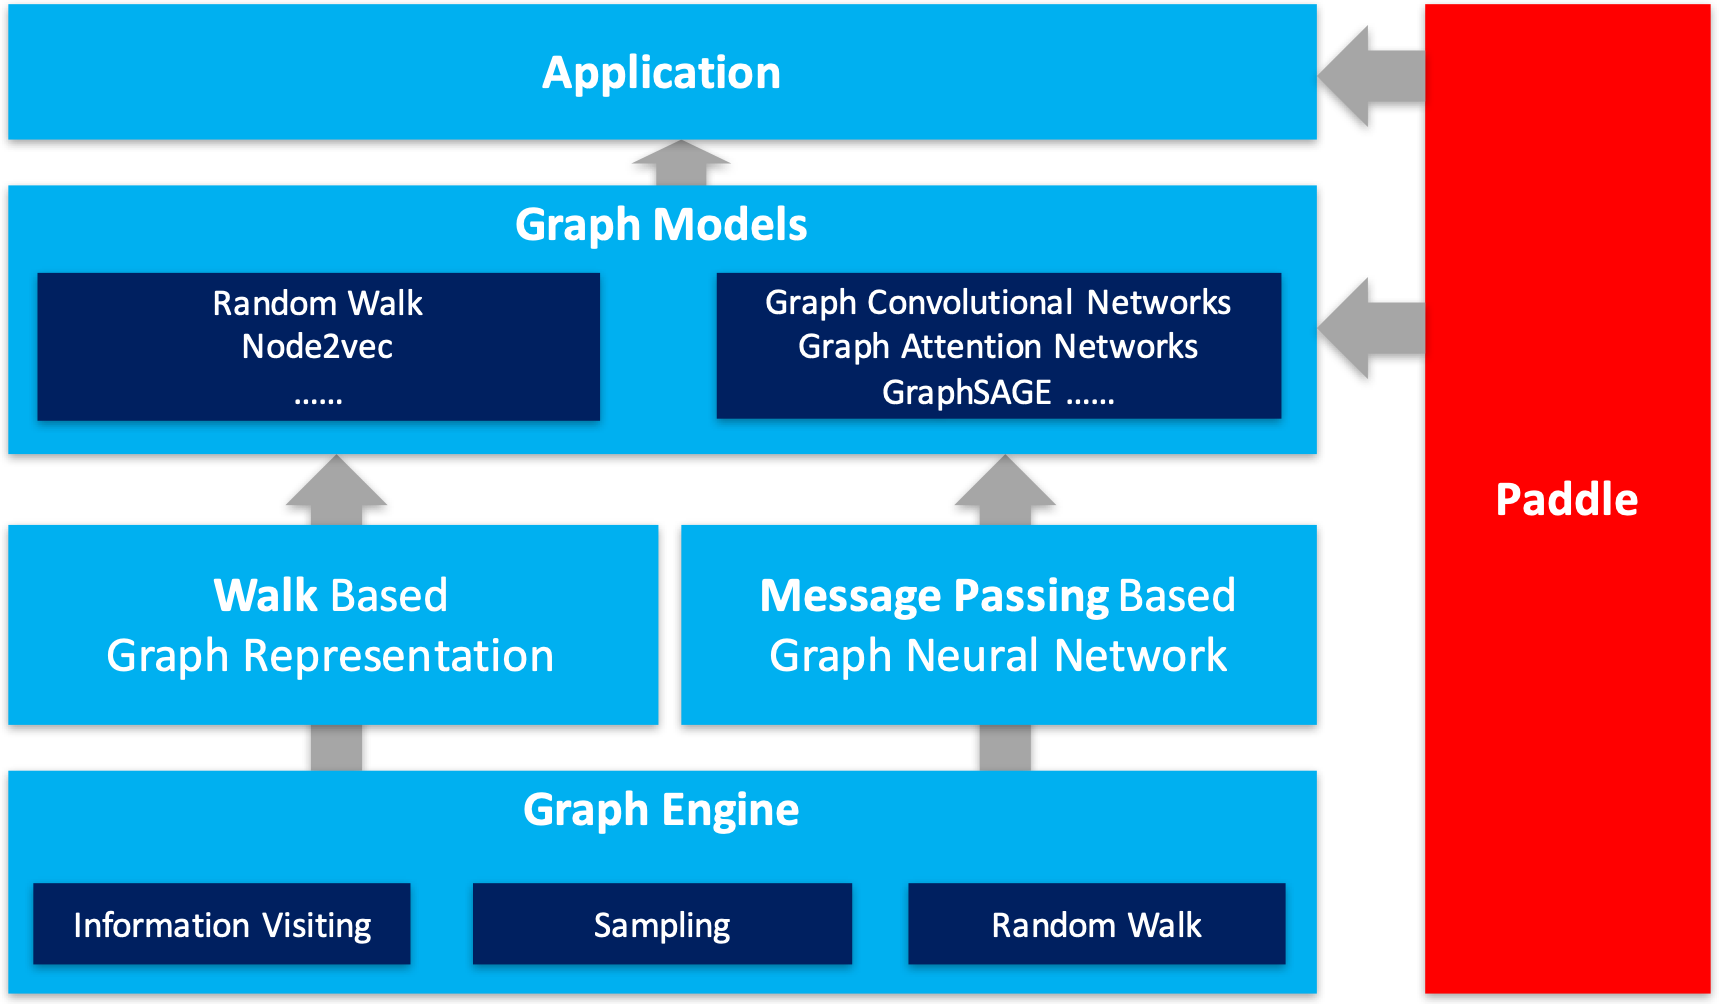 Application
Graph Models
Random Walk
Node2vec
......
Graph Convolutional Networks
Graph Attention Networks
GraphSAGE ......
Walk Based
Graph Representation
Message Passing Based
Graph Neural Network
Graph Engine
Information Visiting
Sampling
Random Walk
Paddle